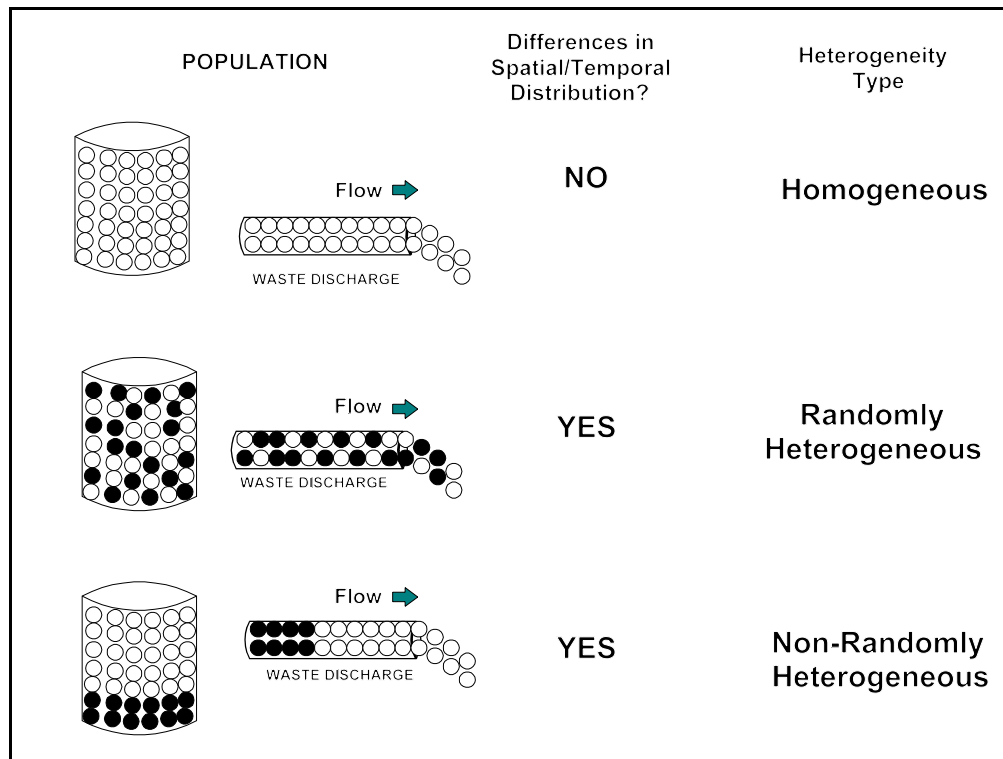 POPULATION
Differences in
Spatial/Temporal
Distribution?
Heterogeneity
Type
Flow
WASTE DISCHARGE
NO
Homogeneous
Flow
WASTE DISCHARGE
YES
Randomly
Heterogeneous
Flow
WASTE DISCHARGE
YES
Non-Randomly
Heterogeneous